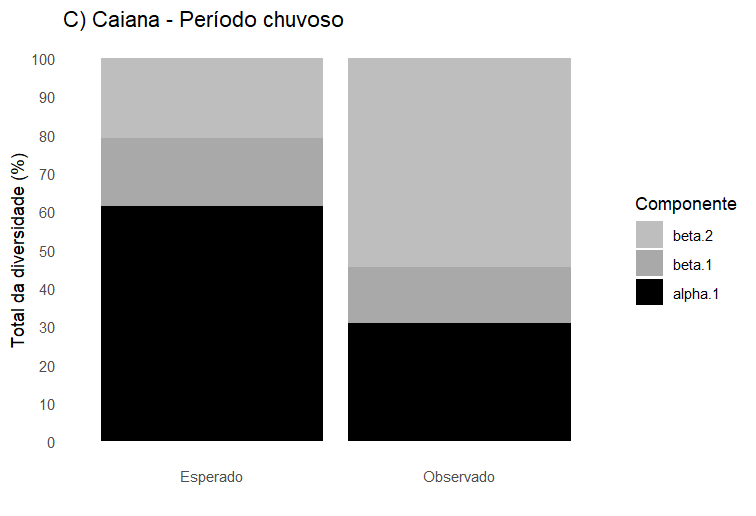 C) Caiana - Período chuvoso
Total da diversidade (%)
100
90
80
70
60
50
40
30
20
10
0
Esperado
Observado
Componente
beta.2
beta.1
alpha.1